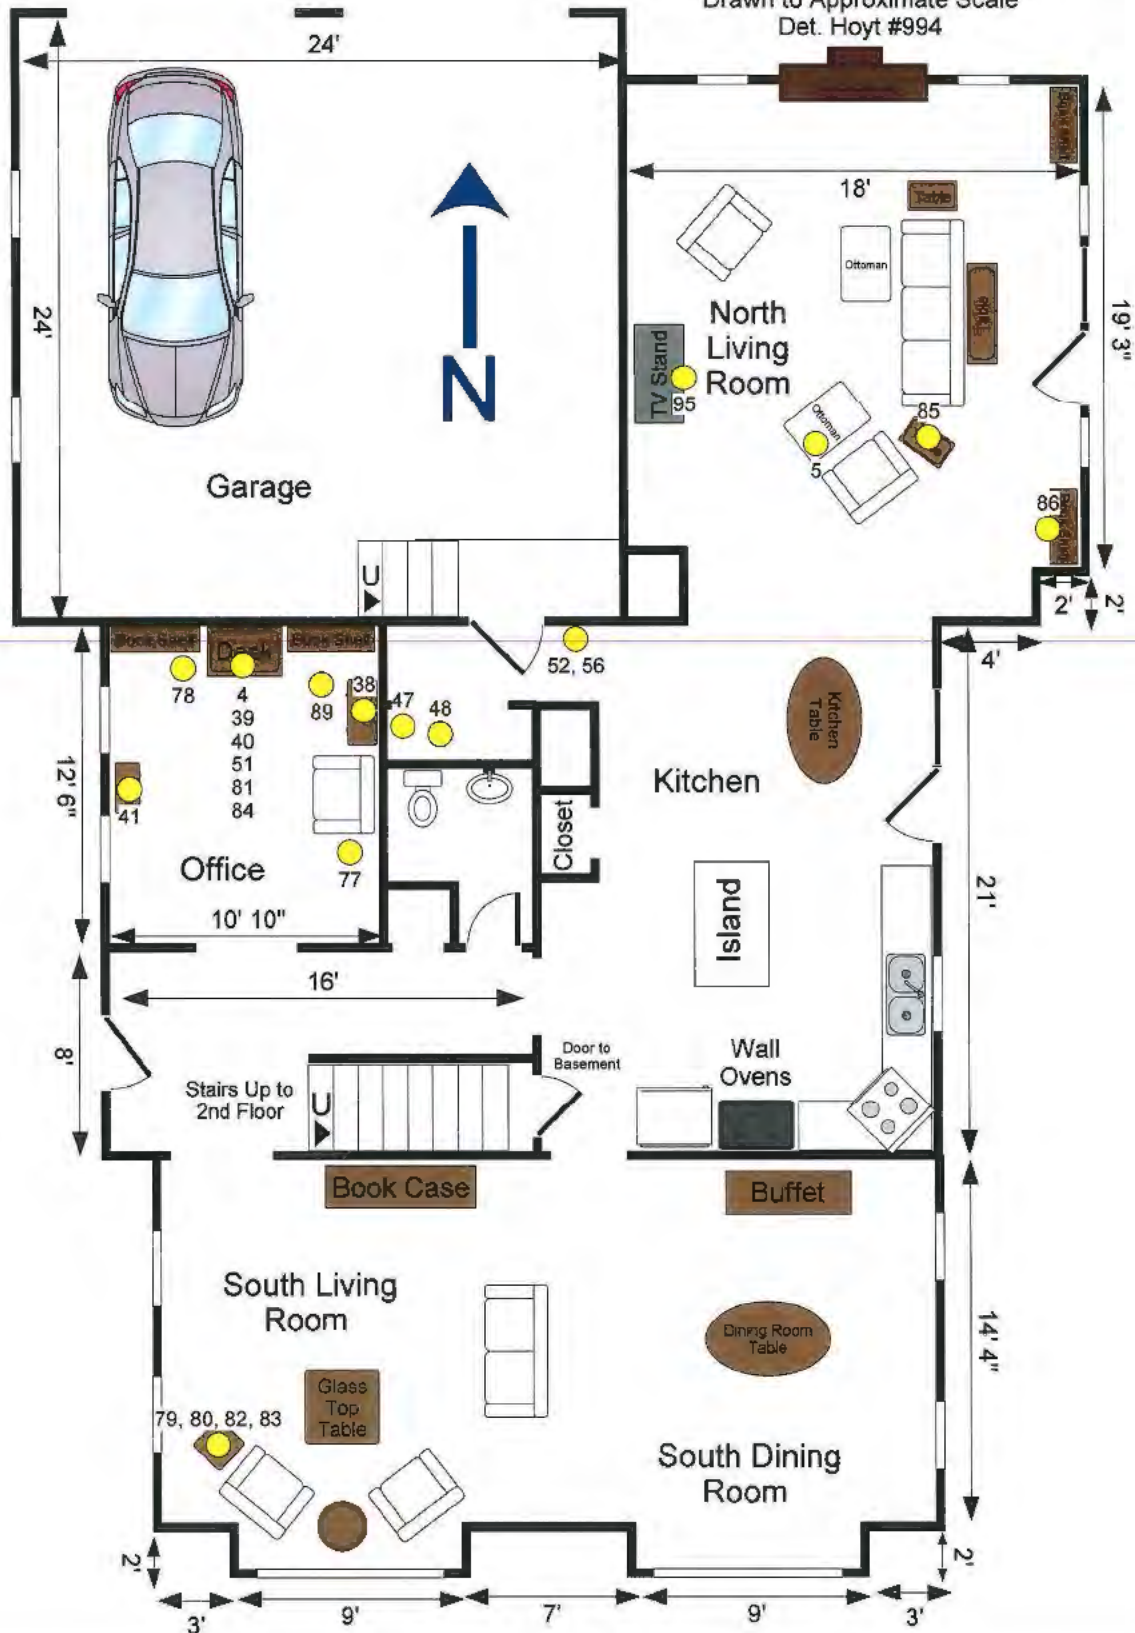 Drawn to Approximate Scale
Det. Hoyt #994
24'
18'
Table
Ottoman
Table
North
Living
Room
24'
19' 3"
N
TV Stand
95
Ottoman
85
5
Garage
86
U
2'
2'
4'
Book Shelf
Desk
Book Shelf
52, 56
78
4
39
40
51
81
84
89
38
47
48
Kitchen
Table
12' 6"
41
Kitchen
Closet
Office
77
Island
21'
10' 10"
16'
8'
Door to
Basement
Wall
Ovens
Stairs Up to
2nd Floor
U
Book Case
Buffet
South Living
Room
Dining Room
Table
14' 4"
Glass
Top
Table
79, 80, 82, 83
South Dining
Room
2'
2'
3'
9'
7'
9'
3'